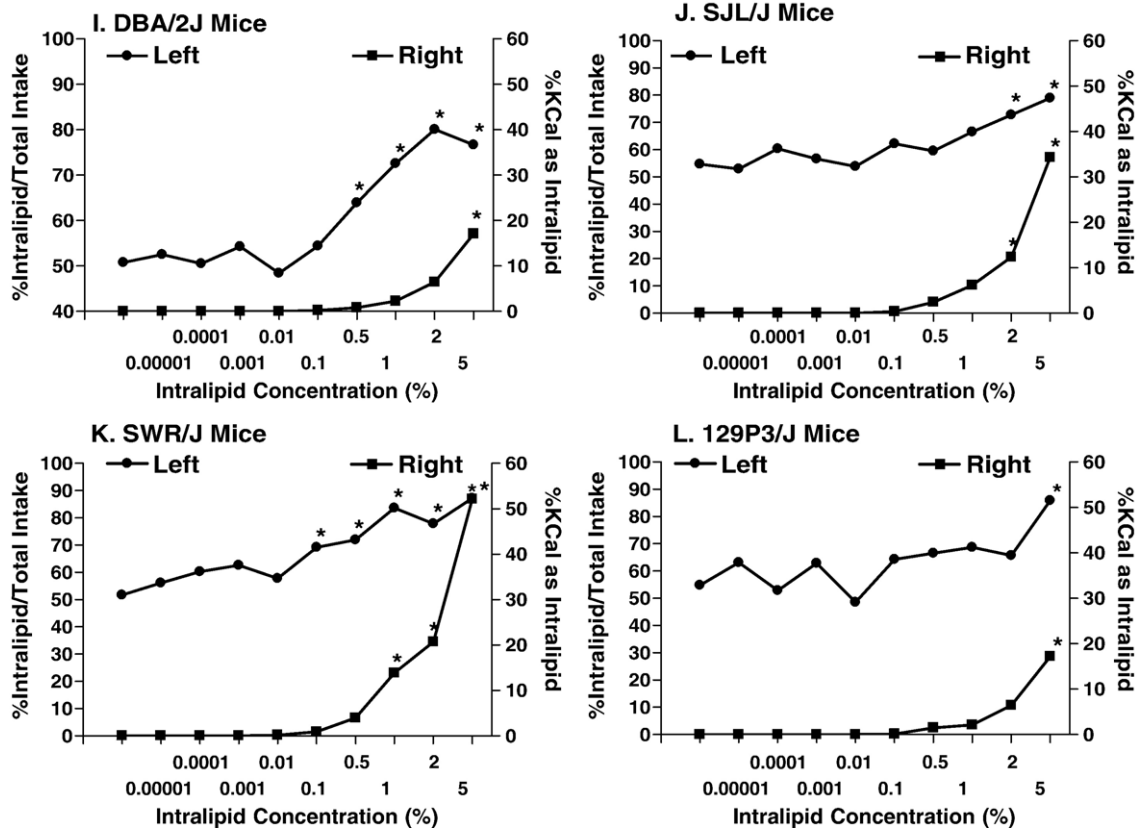 I. DBA/2J Mice
Left
Right
%Intralipid/Total Intake
100
90
80
70
60
50
40
%KCal as Intralipid
60
50
40
30
20
10
0
* * * * *
0.0001 0.01 0.5 2
0.00001 0.001 0.1 1 5
Intralipid Concentration (%)
J. SJL/J Mice
Left
Right
%Intralipid/Total Intake
100
90
80
70
60
50
40
30
20
10
0
%KCal as Intralipid
60
50
40
30
20
10
0
* * * *
0.0001 0.01 0.5 2
0.00001 0.001 0.1 1 5
Intralipid Concentration (%)
K. SWR/J Mice
Left
Right
%Intralipid/Total Intake
100
90
80
70
60
50
40
30
20
10
0
%KCal as Intralipid
60
50
40
30
20
10
0
* * * * * * * *
0.0001 0.01 0.5 2
0.00001 0.001 0.1 1 5
Intralipid Concentration (%)
L. 129P3/J Mice
Left
Right
%Intralipid/Total Intake
100
90
80
70
60
50
40
30
20
10
0
%KCal as Intralipid
60
50
40
30
20
10
0
* *
0.0001 0.01 0.5 2
0.00001 0.001 0.1 1 5
Intralipid Concentration (%)